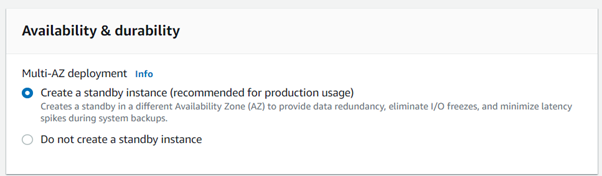 Availability & durability
Multi-AZ deployment Info
Create a standby instance (recommended for production usage)
Creates a standby in a different Availability Zone (AZ) to provide data redundancy, eliminate I/O freezes, and minimize latency
spikes during system backups.
Do not create a standby instance